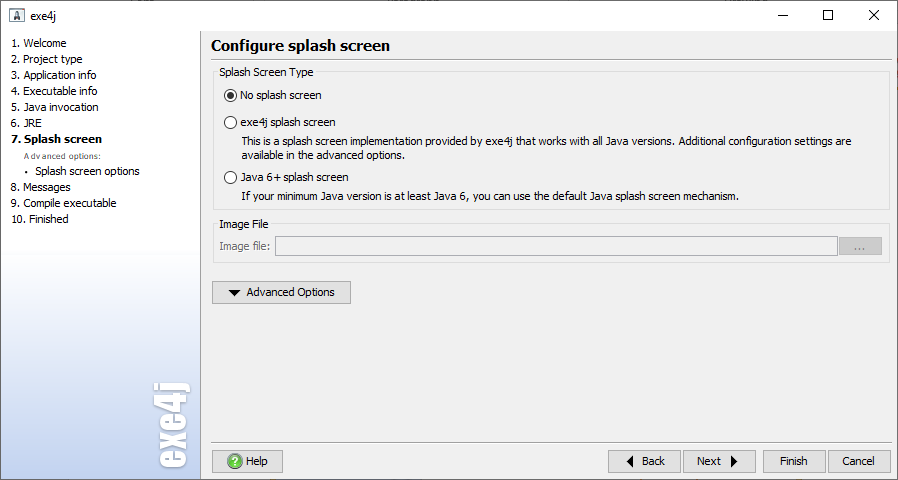 exe4j
1. Welcome
2. Project type
3. Application info
4. Executable info
5. Java invocation
6. JRE
7. Splash screen
Advanced options:
• Splash screen options
8. Messages
9. Compile executable
10. Finished
exe4j
Configure splash screen
Splash Screen Type
No splash screen
exe4j splash screen
This is a splash screen implementation provided by exe4j that works with all Java versions. Additional configuration settings are
available in the advanced options.
Java 6+ splash screen
If your minimum Java version is at least Java 6, you can use the default Java splash screen mechanism.
Image File
Image file:
...
Advanced Options
Help
Back
Next
Finish
Cancel